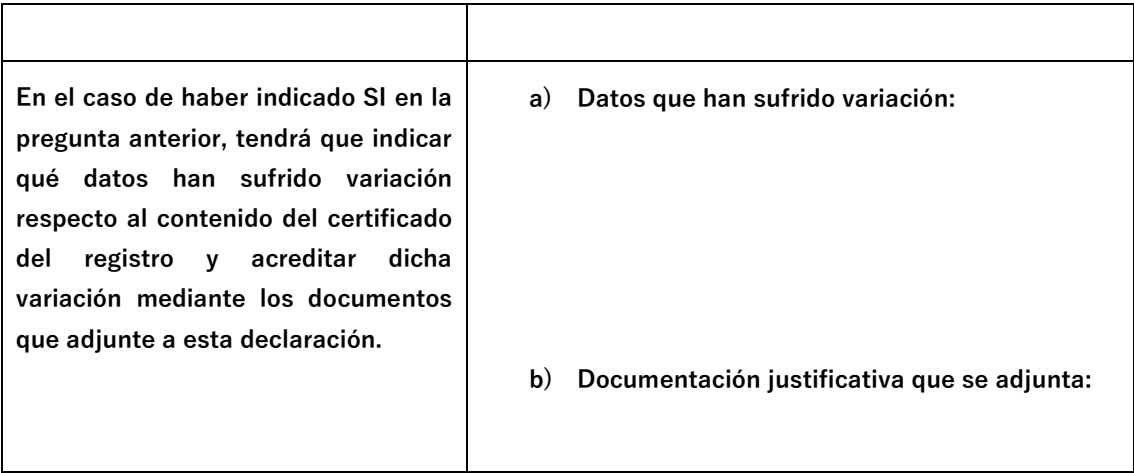 En el caso de haber indicado SI en la
pregunta anterior, tendrá que indicar
qué datos han sufrido variación
respecto al contenido del certificado
del registro y acreditar dicha
variación mediante los documentos
que adjunte a esta declaración.
a) Datos que han sufrido variación:
b) Documentación justificativa que se adjunta: